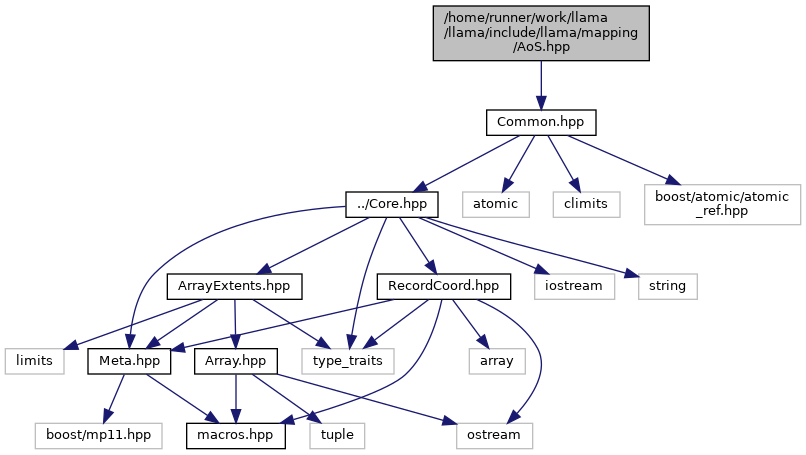 /home/runner/work/llama
/llama/include/llama/mapping
/AoS.hpp
Common.hpp
../Core.hpp
atomic
climits
boost/atomic/atomic
_ref.hpp
ArrayExtents.hpp
RecordCoord.hpp
iostream
string
limits
Meta.hpp
Array.hpp
type_traits
array
boost/mp11.hpp
macros.hpp
tuple
ostream